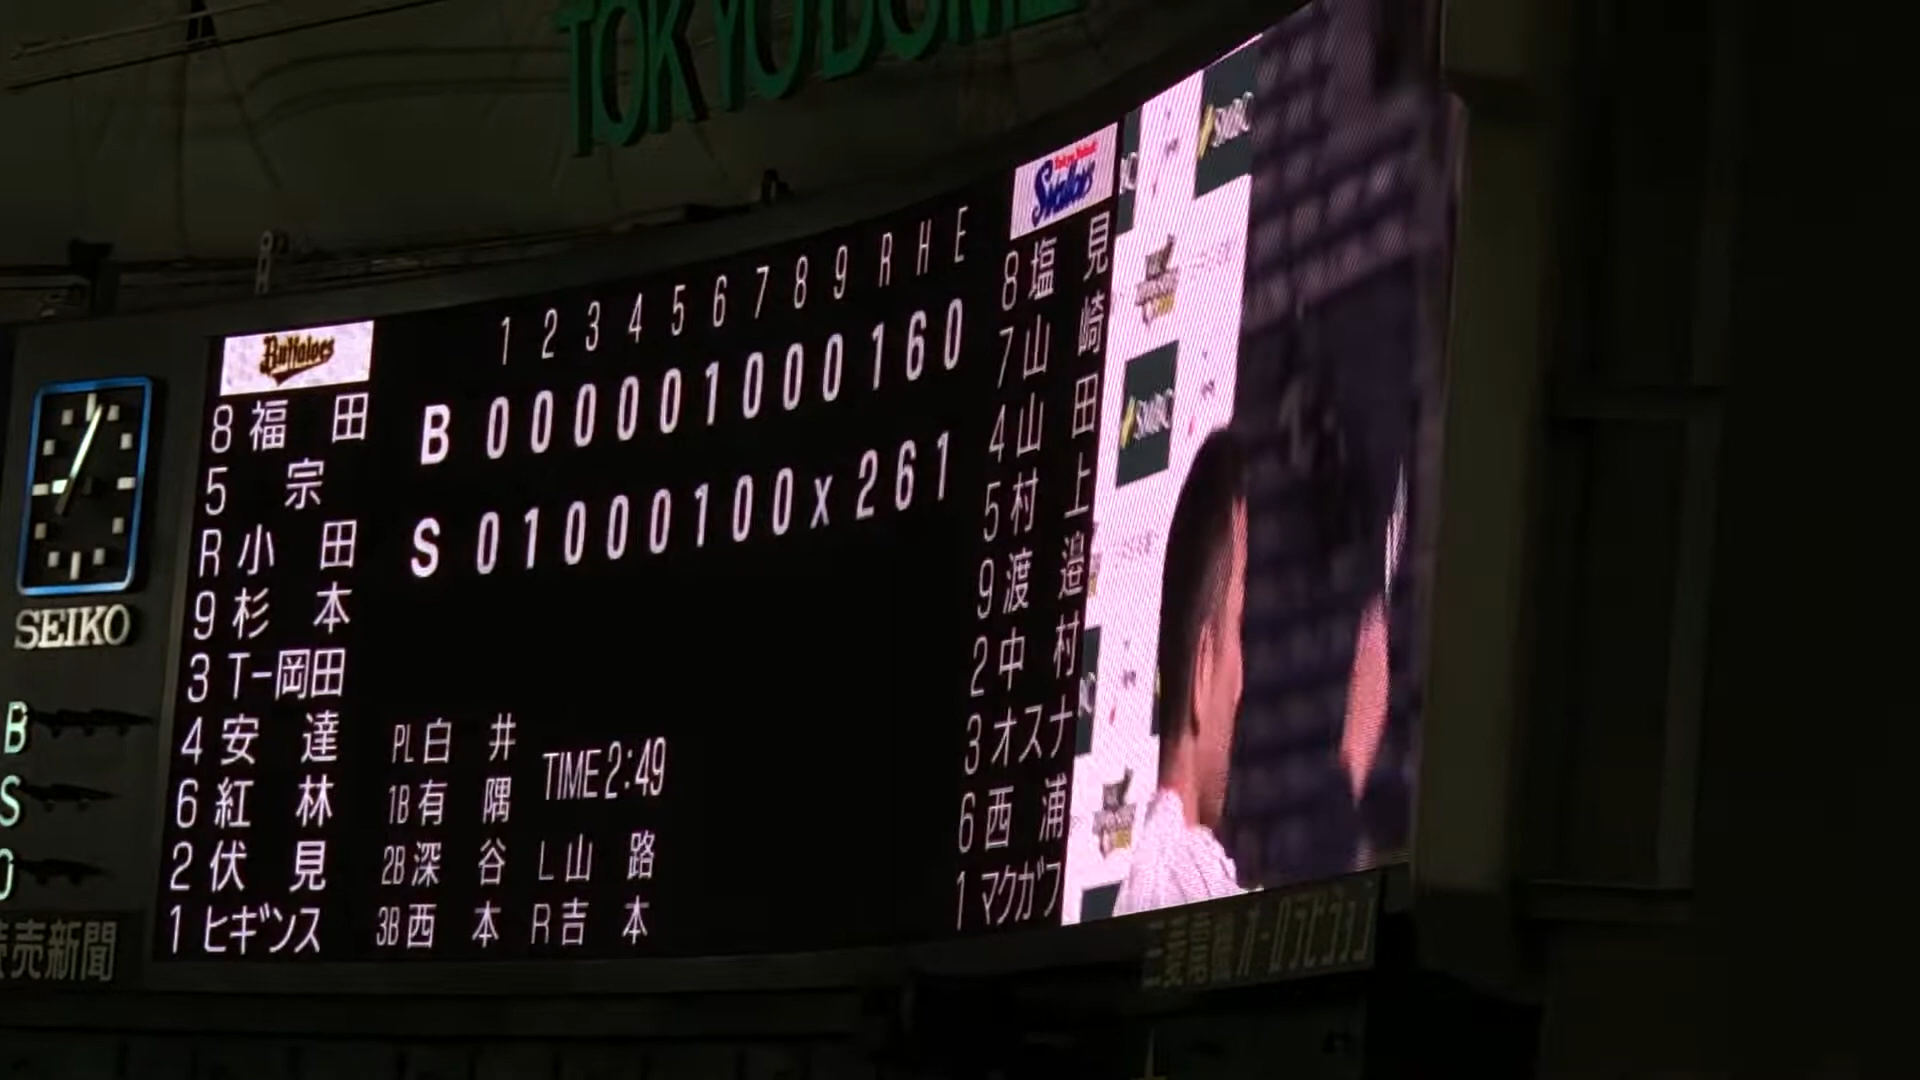 TOKYO DOME
Buffaloes
Tokyo Yakult
Swallows
1 2 3 4 5 6 7 8 9 R H E
B 0 0 0 0 0 1 0 0 0 1 6 0
S 0 1 0 0 0 1 0 0 x 2 6 1
8 福田
5 宗
R 小田
9 杉本
3 T-岡田
4 安達
6 紅林
2 伏見
1 ヒギンス
PL 白井
1B 有隅
2B 深谷 L 山路
3B 西本 R 吉本
TIME 2:49
8 塩見
7 山崎
4 山田
5 村上
9 渡邉
2 中村
3 オスナ
6 西浦
1 マクガフ
SMBC
SMBC
SEIKO
B
S
O
売新聞
オーロラビジョン